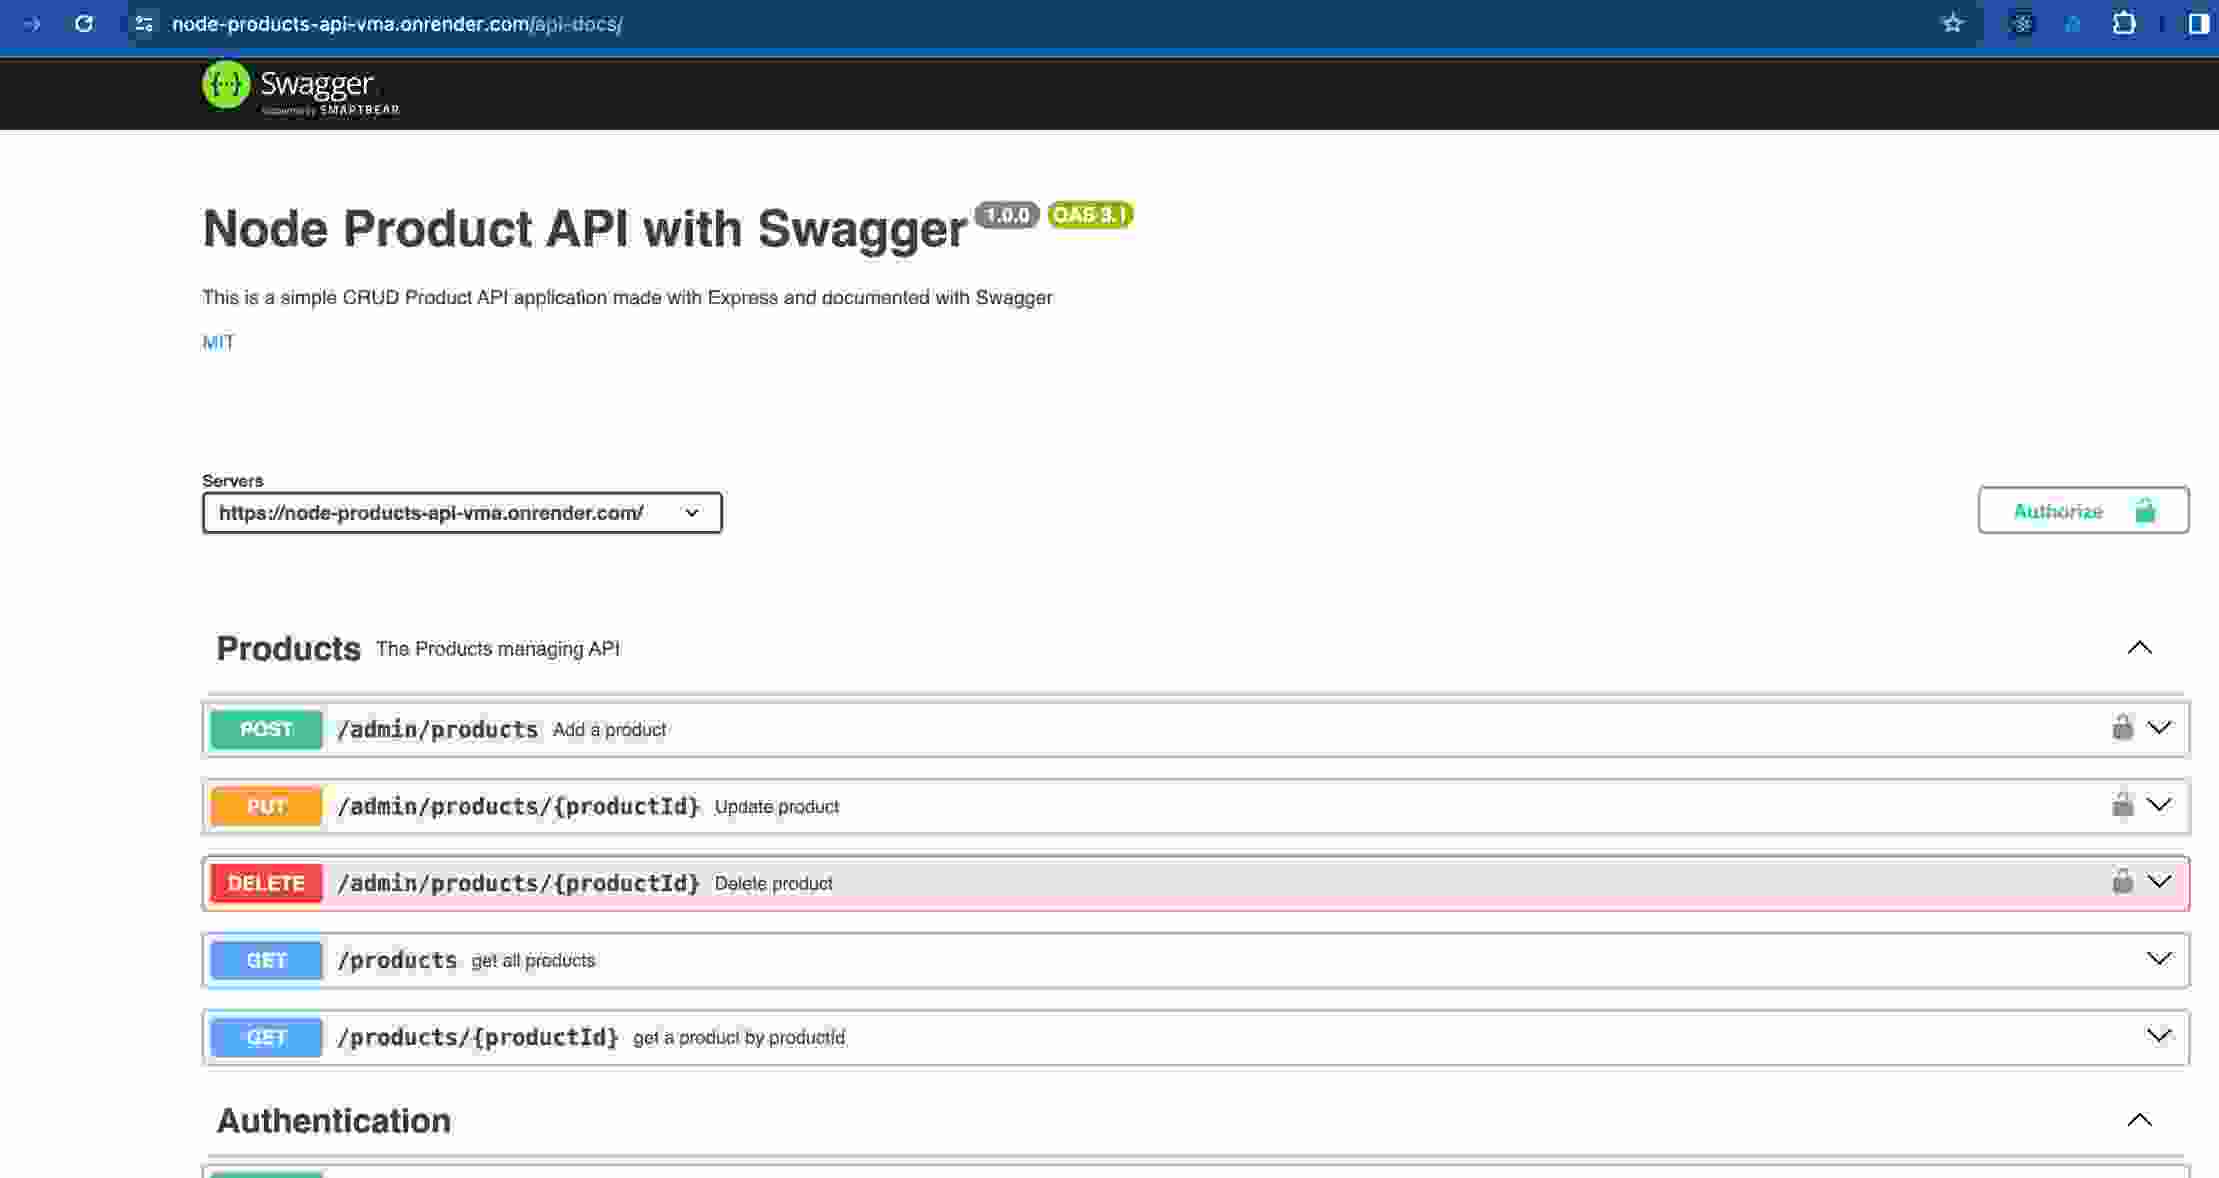 node-products-api-vma.onrender.com/api-docs/
Swagger
SMARTBEAR
Node Product API with Swagger 1.0.0 OAS 3.1
This is a simple CRUD Product API application made with Express and documented with Swagger
MIT
Servers
https://node-products-api-vma.onrender.com/
Authorize
Products The Products managing API
POST /admin/products Add a product
PUT /admin/products/{productId} Update product
DELETE /admin/products/{productId} Delete product
GET /products get all products
GET /products/{productId} get a product by productId
Authentication